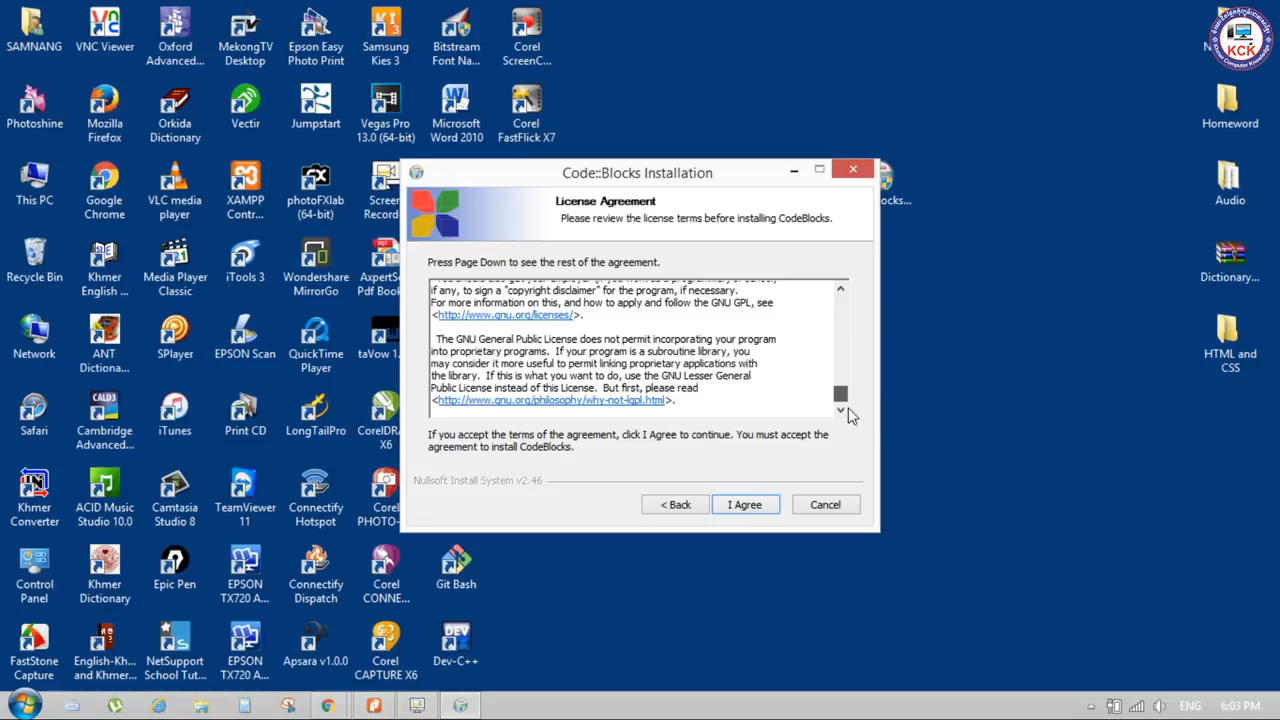 SAMNANG
VNC Viewer
Oxford
Advanced...
MekongTV
Desktop
Epson Easy
Photo Print
Samsung
Kies 3
Bitstream
Font Na...
Corel
ScreenC...
KCK
Photoshine
Mozilla
Firefox
Orkida
Dictionary
Vectir
Jumpstart
Vegas Pro
13.0 (64-bit)
Microsoft
Word 2010
Corel
FastFlick X7
Homeword
This PC
Google
Chrome
VLC media
player
XAMPP
Contr...
photoFXlab
(64-bit)
Screen
Record
Audio
Recycle Bin
Khmer
English ...
Media Player
Classic
iTools 3
Wondershare
MirrorGo
AxpertSo
Pdf Book
Dictionary...
Network
ANT
Dictiona...
SPlayer
EPSON Scan
QuickTime
Player
taVow 1.
HTML and
CSS
Safari
CALD3
Cambridge
Advanced...
iTunes
Print CD
LongTailPro
CorelDR
X6
Khmer
Converter
ACID Music
Studio 10.0
Camtasia
Studio 8
TeamViewer
11
Connectify
Hotspot
Corel
PHOTO-
Control
Panel
Khmer
Dictionary
Epic Pen
EPSON
TX720 A...
Connectify
Dispatch
Corel
CONNE...
Git Bash
FastStone
Capture
English-Kh...
and Khmer...
NetSupport
School Tut...
EPSON
TX720 A...
Apsara v1.0.0
Corel
CAPTURE X6
DEV
Dev-C++
Code::Blocks Installation
License Agreement
Please review the license terms before installing CodeBlocks.
Press Page Down to see the rest of the agreement.
if any, to sign a "copyright disclaimer" for the program, if necessary.
For more information on this, and how to apply and follow the GNU GPL, see
<http://www.gnu.org/licenses/>.
The GNU General Public License does not permit incorporating your program
into proprietary programs. If your program is a subroutine library, you
may consider it more useful to permit linking proprietary applications with
the library. If this is what you want to do, use the GNU Lesser General
Public License instead of this License. But first, please read
<http://www.gnu.org/philosophy/why-not-lgpl.html>.
If you accept the terms of the agreement, click I Agree to continue. You must accept the
agreement to install CodeBlocks.
Nullsoft Install System v2.46
< Back
I Agree
Cancel
ENG
6:03 PM